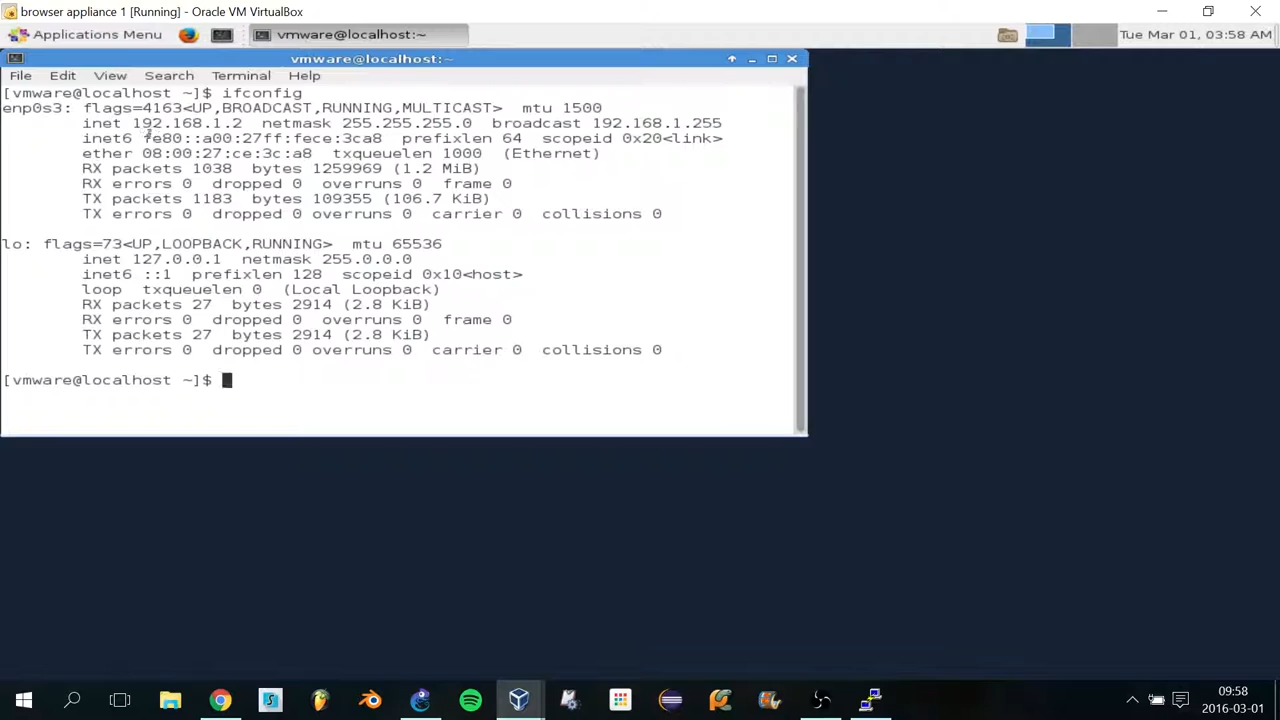 browser appliance 1 [Running] - Oracle VM VirtualBox
Applications Menu
vmware@localhost:~
Tue Mar 01, 03:58 AM
vmware@localhost:~
File Edit View Search Terminal Help
[vmware@localhost ~]$ ifconfig
enp0s3: flags=4163<UP,BROADCAST,RUNNING,MULTICAST>  mtu 1500
inet 192.168.1.2  netmask 255.255.255.0  broadcast 192.168.1.255
inet6 fe80::a00:27ff:fece:3ca8  prefixlen 64  scopeid 0x20<link>
ether 08:00:27:ce:3c:a8  txqueuelen 1000  (Ethernet)
RX packets 1038  bytes 1259969 (1.2 MiB)
RX errors 0  dropped 0  overruns 0  frame 0
TX packets 1183  bytes 109355 (106.7 KiB)
TX errors 0  dropped 0 overruns 0  carrier 0  collisions 0
lo: flags=73<UP,LOOPBACK,RUNNING>  mtu 65536
inet 127.0.0.1  netmask 255.0.0.0
inet6 ::1  prefixlen 128  scopeid 0x10<host>
loop  txqueuelen 0  (Local Loopback)
RX packets 27  bytes 2914 (2.8 KiB)
RX errors 0  dropped 0  overruns 0  frame 0
TX packets 27  bytes 2914 (2.8 KiB)
TX errors 0  dropped 0 overruns 0  carrier 0  collisions 0
[vmware@localhost ~]$
09:58
2016-03-01